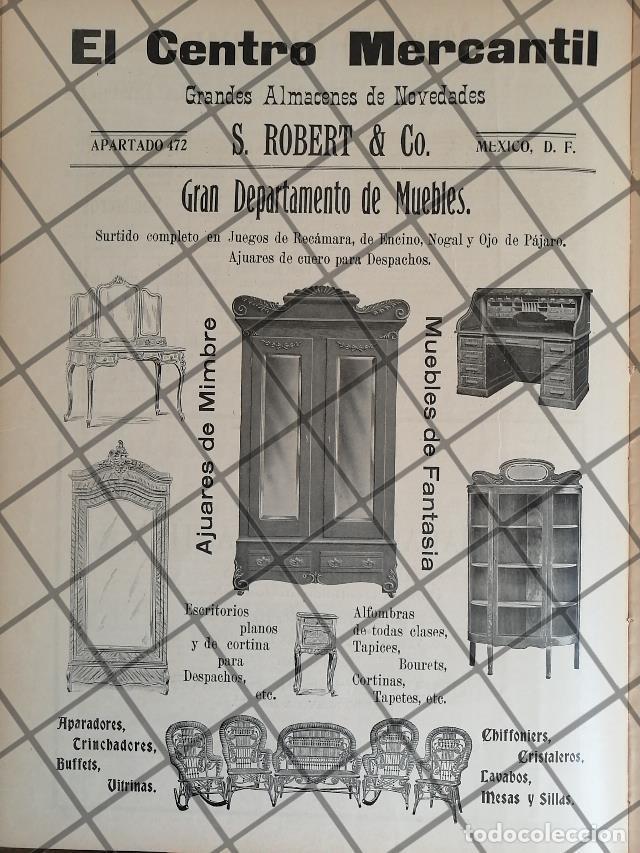 El Centro Mercantil
Grandes Almacenes de Novedades
APARTADO 472
S. ROBERT & Co.
MEXICO, D. F.
Gran Departamento de Muebles.
Surtido completo en Juegos de Recámara, de Encino, Nogal y Ojo de Pájaro.
Ajuares de cuero para Despachos.
Ajuares de Mimbre
Muebles de Fantasia
Escritorios
planos
y de cortina
para
Despachos,
etc.
Alfombras
de todas clases,
Tapices,
Bourets,
Cortinas,
Tapetes, etc.
Aparadores,
Trinchadores,
Buffets,
Vitrinas.
Chiffoniers,
Cristaleros,
Lavabos,
Mesas y Sillas.
todocoleccion